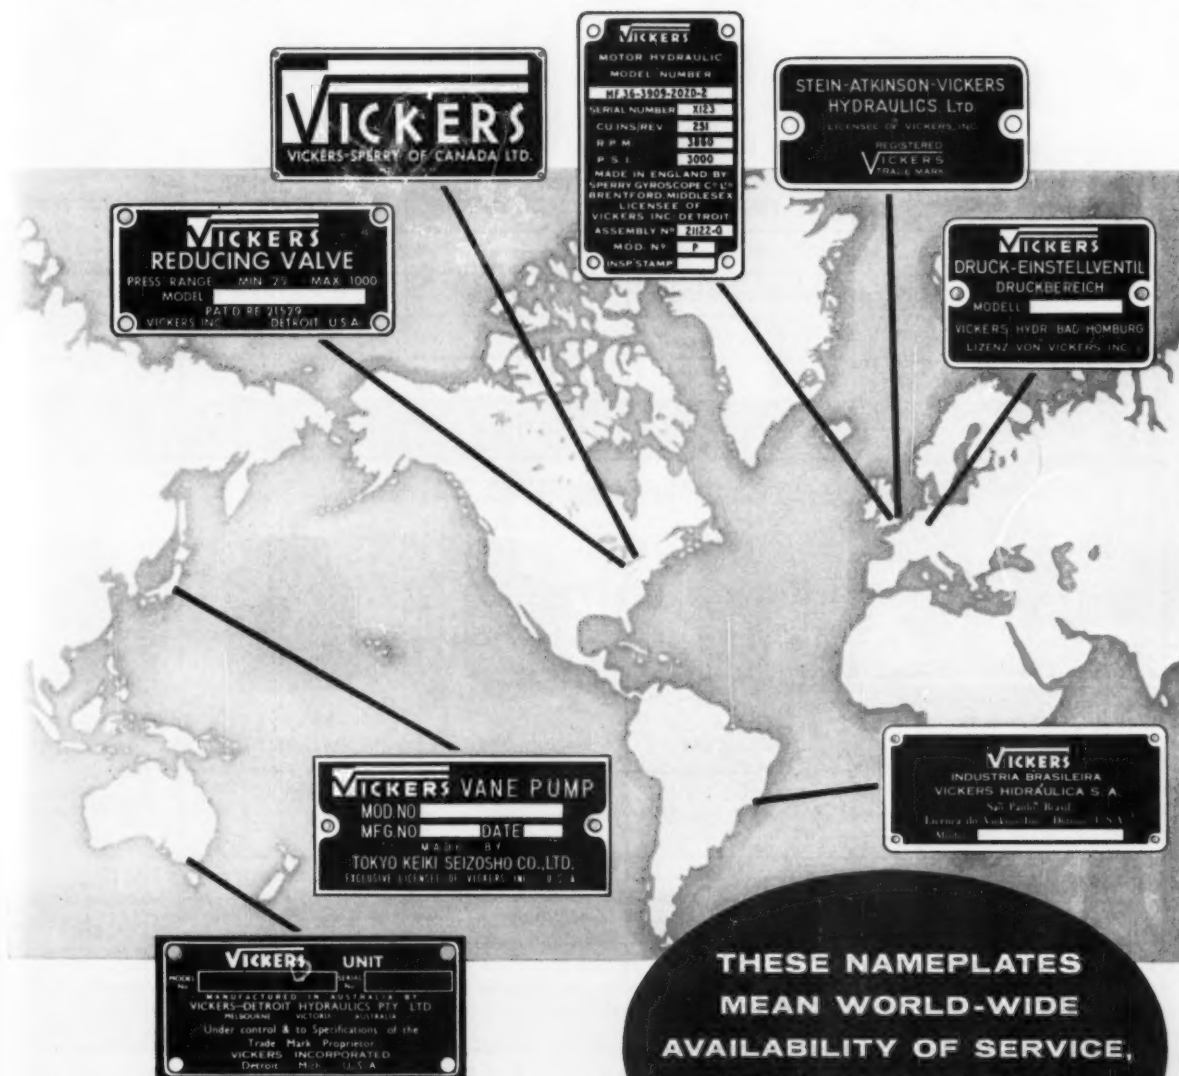 VICKERS
VICKERS-SPERRY OF CANADA LTD.
VICKERS
MOTOR HYDRAULIC
MODEL NUMBER
MF36-3909-20ZD-2
SERIAL NUMBER X123
CU.INS/REV. 251
R.P.M. 3860
P.S.I. 3000
MADE IN ENGLAND BY
SPERRY GYROSCOPE Cº Lᵗᵈ
BRENTFORD, MIDDLESEX
LICENSEE OF
VICKERS INC. DETROIT
ASSEMBLY Nº 21122-0
MOD. Nº P
INSP STAMP
STEIN-ATKINSON-VICKERS
HYDRAULICS LTD
LICENSEE OF VICKERS, INC.
REGISTERED
VICKERS
TRADE MARK
VICKERS
REDUCING VALVE
PRESS RANGE MIN 25 MAX 1000
MODEL
PAT'D RE 21529
VICKERS INC. DETROIT U.S.A.
VICKERS
DRUCK-EINSTELLVENTIL
DRUCKBEREICH
MODELL
VICKERS HYDR BAD HOMBURG
LIZENZ VON VICKERS INC.
VICKERS VANE PUMP
MOD.NO
MFG.NO DATE
MADE BY
TOKYO KEIKI SEIZOSHO CO.,LTD.
EXCLUSIVE LICENSEE OF VICKERS INC. U.S.A
VICKERS
INDUSTRIA BRASILEIRA
VICKERS HIDRAULICA S. A.
São Paulo Brasil
Licença de Vickers Inc. Detroit U.S.A.
VICKERS UNIT
MODEL No. SERIAL No.
MANUFACTURED IN AUSTRALIA BY
VICKERS-DETROIT HYDRAULICS PTY LTD
MELBOURNE VICTORIA AUSTRALIA
Under control & to Specifications of the
Trade Mark Proprietor
VICKERS INCORPORATED
Detroit Mich. U.S.A
THESE NAMEPLATES
MEAN WORLD-WIDE
AVAILABILITY OF SERVICE,